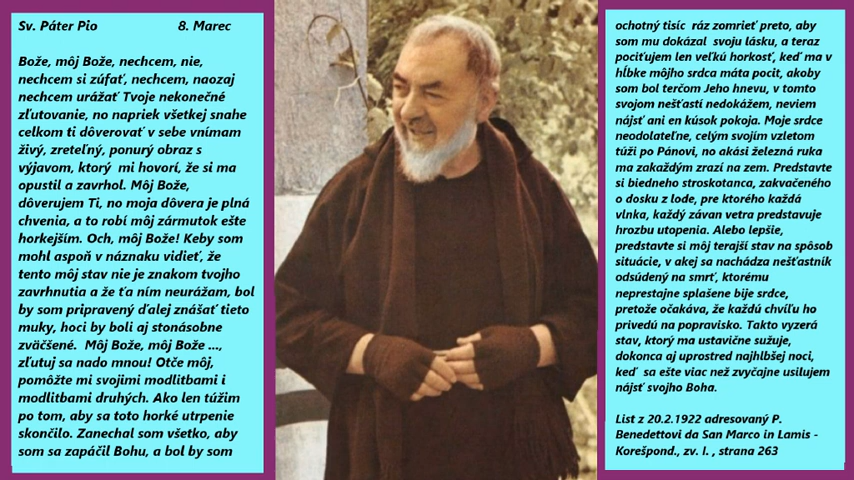 Sv. Páter Pio 8. Marec
Bože, môj Bože, nechcem, nie,
nechcem si zúfať, nechcem, naozaj
nechcem urážať Tvoje nekonečné
zľutovanie, no napriek všetkej snahe
celkom ti dôverovať v sebe vnímam
živý, zreteľný, ponurý obraz s
výjavom, ktorý mi hovorí, že si ma
opustil a zavrhol. Môj Bože,
dôverujem Ti, no moja dôvera je plná
chvenia, a to robí môj zármutok ešte
horkejším. Och, môj Bože! Keby som
mohl aspoň v náznaku vidieť, že
tento môj stav nie je znakom tvojho
zavrhnutia a že ťa ním neurážam, bol
by som pripravený ďalej znášať tieto
muky, hoci by boli aj stonásobne
zväčšené. Môj Bože, môj Bože ...,
zľutuj sa nado mnou! Otče môj,
pomôžte mi svojimi modlitbami i
modlitbami druhých. Ako len túžim
po tom, aby sa toto horké utrpenie
skončilo. Zanechal som všetko, aby
som sa zapáčil Bohu, a bol by som
ochotný tisíc ráz zomrieť preto, aby
som mu dokázal svoju lásku, a teraz
pociťujem len veľkú horkosť, keď ma v
hĺbke môjho srdca máta pocit, akoby
som bol terčom Jeho hnevu, v tomto
svojom nešťastí nedokážem, neviem
nájsť ani en kúsok pokoja. Moje srdce
neodolateľne, celým svojím vzletom
túži po Pánovi, no akási železná ruka
ma zakaždým zrazí na zem. Predstavte
si biedneho stroskotanca, zakvačeného
o dosku z lode, pre ktorého každá
vlnka, každý závan vetra predstavuje
hrozbu utopenia. Alebo lepšie,
predstavte si môj terajší stav na spôsob
situácie, v akej sa nachádza nešťastník
odsúdený na smrť, ktorému
neprestajne splašene bije srdce,
pretože očakáva, že každú chvíľu ho
privedú na popravisko. Takto vyzerá
stav, ktorý ma ustavične sužuje,
dokonca aj uprostred najhlbšej noci,
keď sa ešte viac než zvyčajne usilujem
nájsť svojho Boha.
List z 20.2.1922 adresovaný P.
Benedettovi da San Marco in Lamis -
Korešpond., zv. I. , strana 263